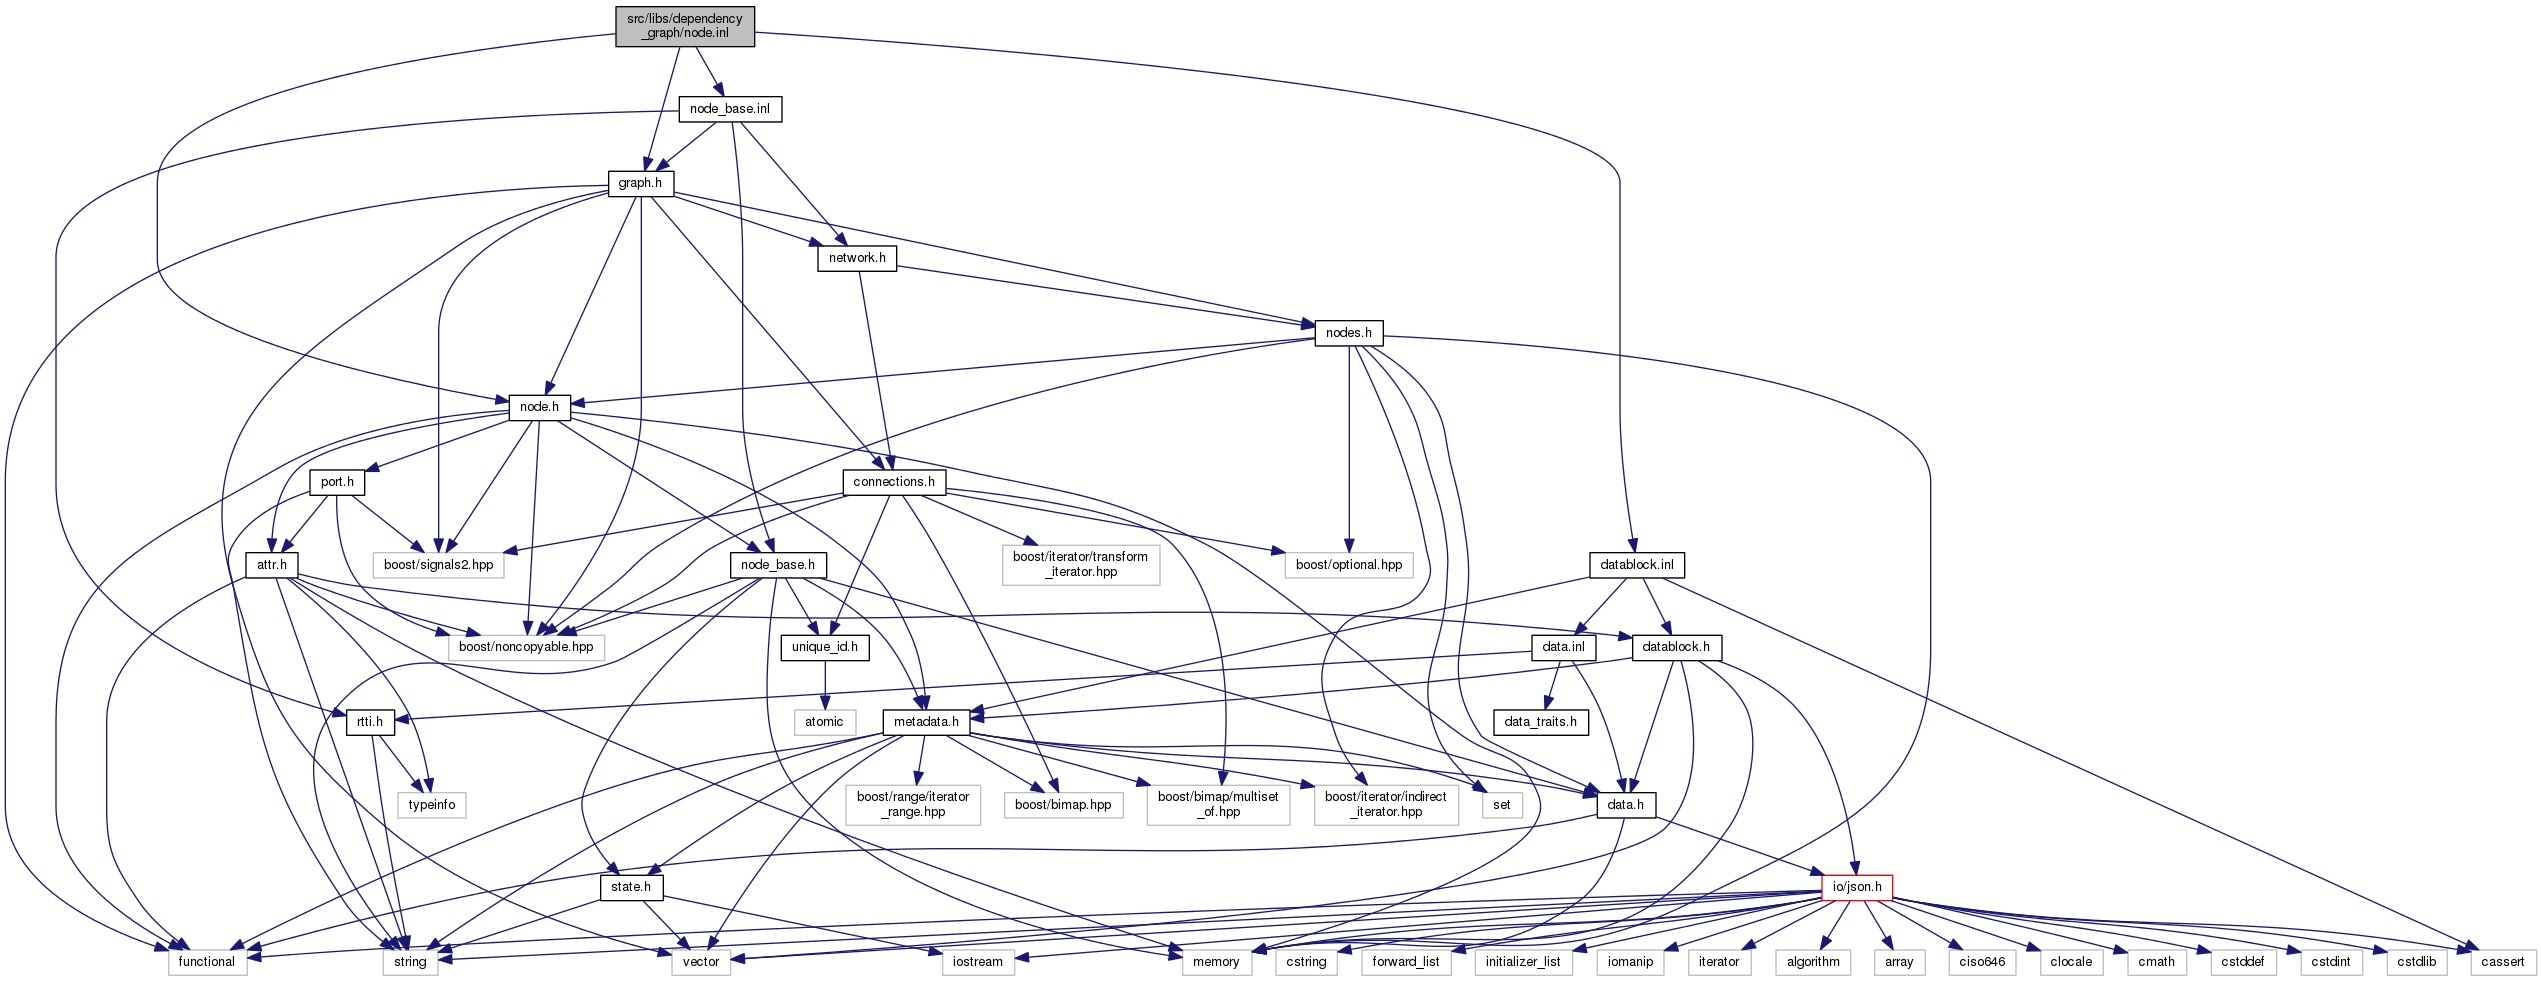 src/libs/dependency
_graph/node.inl
node_base.inl
graph.h
network.h
nodes.h
node.h
port.h
connections.h
attr.h
boost/signals2.hpp
node_base.h
boost/iterator/transform
_iterator.hpp
boost/optional.hpp
datablock.inl
boost/noncopyable.hpp
unique_id.h
data.inl
datablock.h
rtti.h
atomic
metadata.h
data_traits.h
typeinfo
boost/range/iterator
_range.hpp
boost/bimap.hpp
boost/bimap/multiset
_of.hpp
boost/iterator/indirect
_iterator.hpp
set
data.h
state.h
io/json.h
functional
string
vector
iostream
memory
cstring
forward_list
initializer_list
iomanip
iterator
algorithm
array
ciso646
clocale
cmath
cstddef
cstdint
cstdlib
cassert